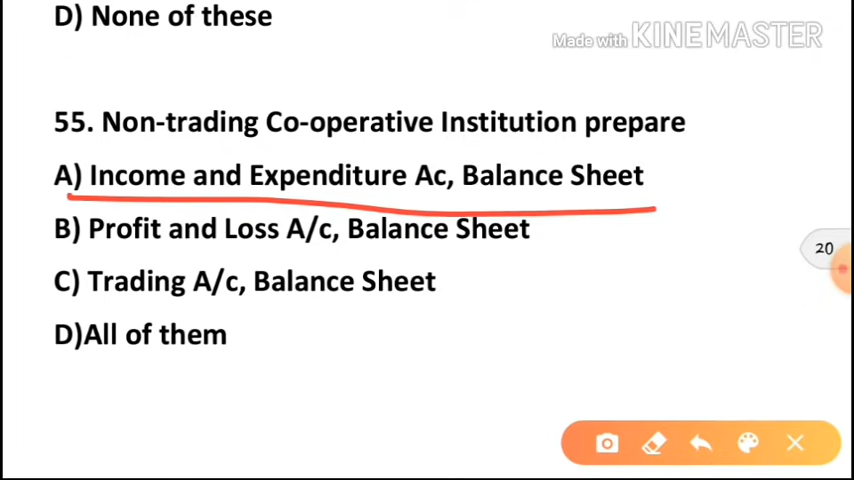 D) None of these
Made with KINEMASTER
55. Non-trading Co-operative Institution prepare
A) Income and Expenditure Ac, Balance Sheet
B) Profit and Loss A/c, Balance Sheet
20
C) Trading A/c, Balance Sheet
D)All of them